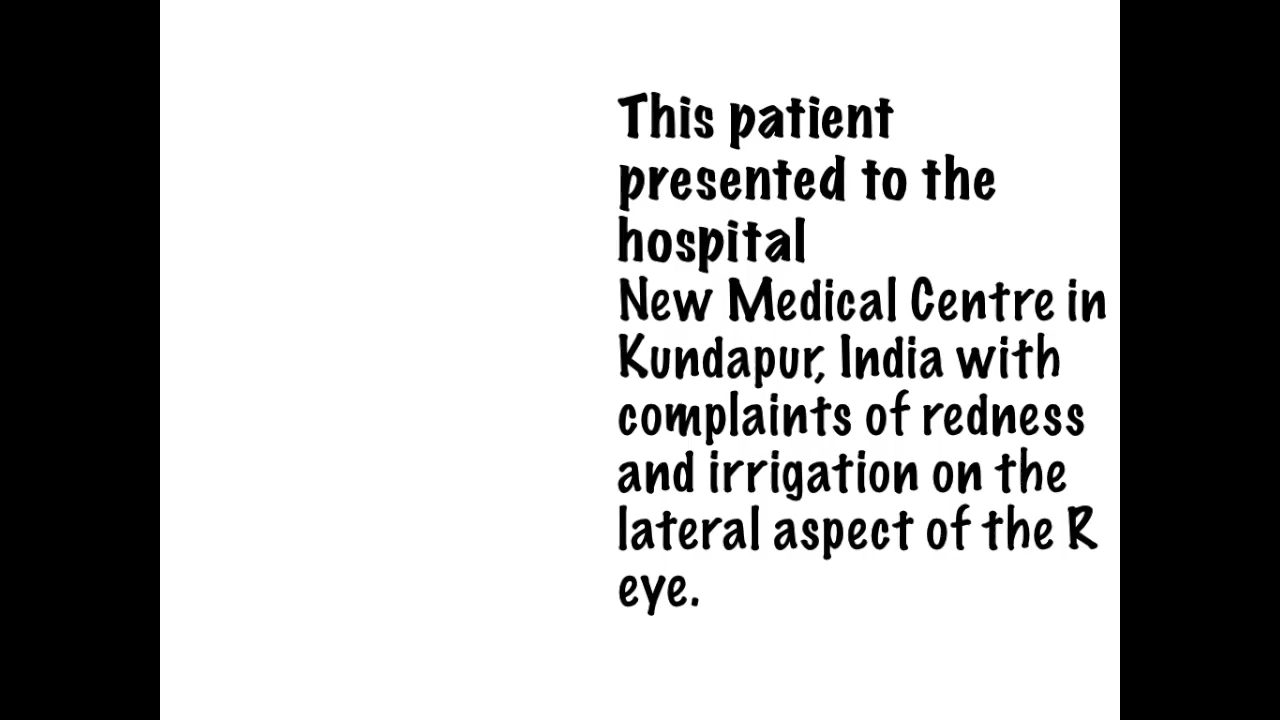 This patient
presented to the
hospital
New Medical Centre in
Kundapur, India with
complaints of redness
and irrigation on the
lateral aspect of the R
eye.